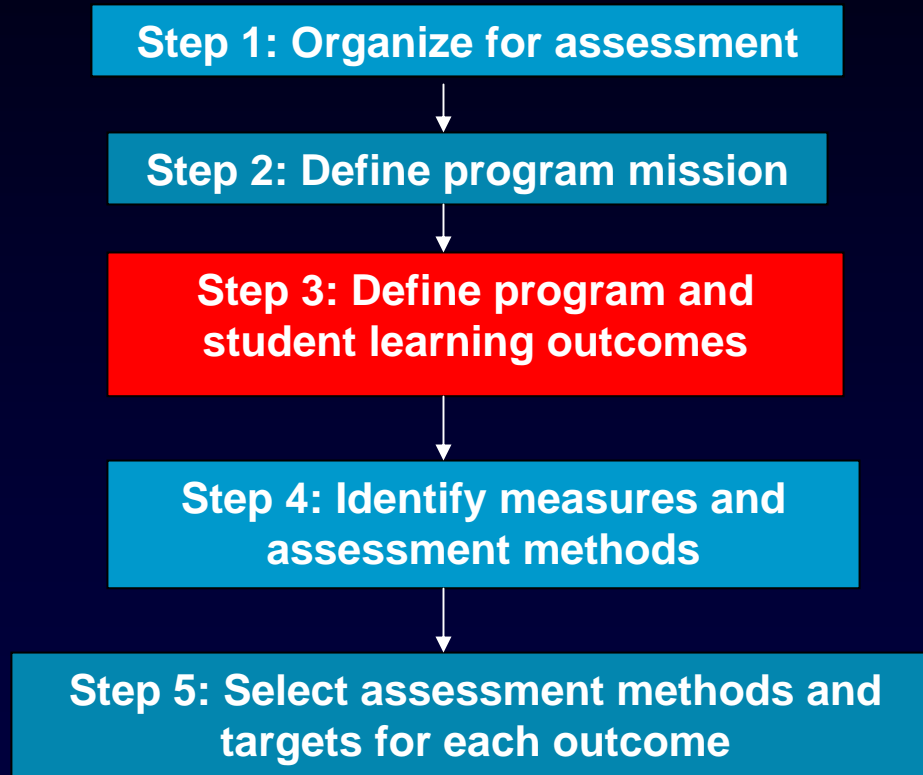 Step 1: Organize for assessment
Step 2: Define program mission
Step 3: Define program and
student learning outcomes
Step 4: Identify measures and
assessment methods
Step 5: Select assessment methods and
targets for each outcome